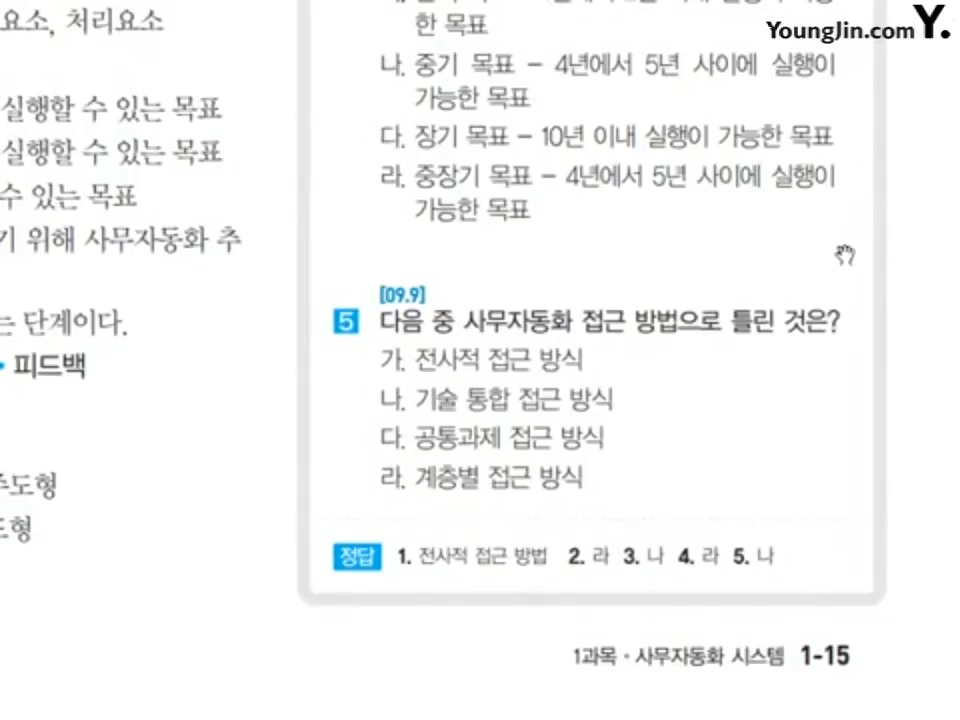 YoungJin.com Y.
요소, 처리요소
실행할 수 있는 목표
실행할 수 있는 목표
수 있는 목표
기 위해 사무자동화 추
는 단계이다.
피드백
주도형
도형
한 목표
나. 중기 목표 - 4년에서 5년 사이에 실행이
가능한 목표
다. 장기 목표 - 10년 이내 실행이 가능한 목표
라. 중장기 목표 - 4년에서 5년 사이에 실행이
가능한 목표
[09.9]
5 다음 중 사무자동화 접근 방법으로 틀린 것은?
가. 전사적 접근 방식
나. 기술 통합 접근 방식
다. 공통과제 접근 방식
라. 계층별 접근 방식
정답 1. 전사적 접근 방법 2. 라 3. 나 4. 라 5. 나
1과목 · 사무자동화 시스템 1-15